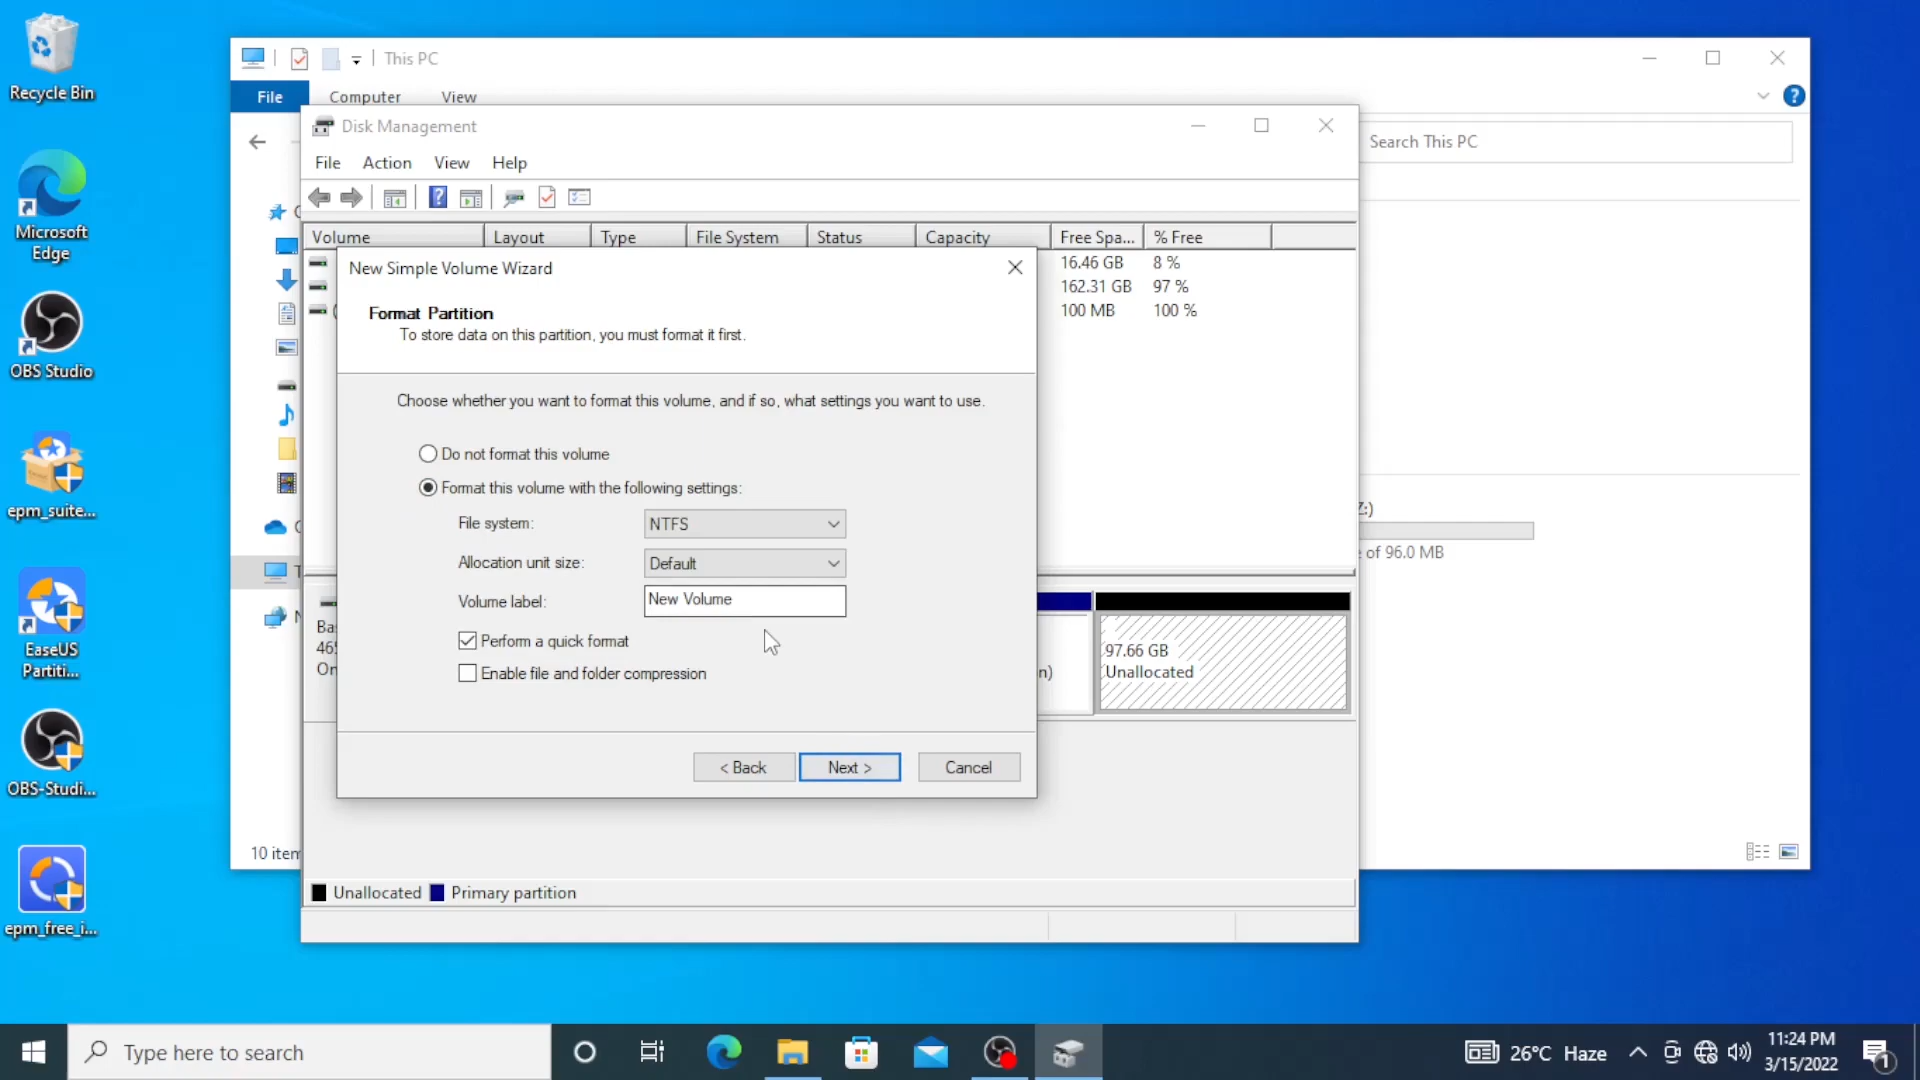 Recycle Bin
Microsoft
Edge
OBS Studio
epm_suite...
EaseUS
Partiti...
OBS-Studi...
epm_free_i...
This PC
File
Computer
View
Search This PC
Disk Management
File
Action
View
Help
Volume
Layout
Type
File System
Status
Capacity
Free Spa...
% Free
16.46 GB
8 %
162.31 GB
97 %
100 MB
100 %
New Simple Volume Wizard
Format Partition
To store data on this partition, you must format it first.
Choose whether you want to format this volume, and if so, what settings you want to use.
Do not format this volume
Format this volume with the following settings:
File system:
NTFS
Allocation unit size:
Default
Volume label:
New Volume
Perform a quick format
Enable file and folder compression
< Back
Next >
Cancel
Z:)
of 96.0 MB
Ba
465
On
n)
97.66 GB
Unallocated
10 item
Unallocated
Primary partition
Type here to search
26°C Haze
11:24 PM
3/15/2022
1